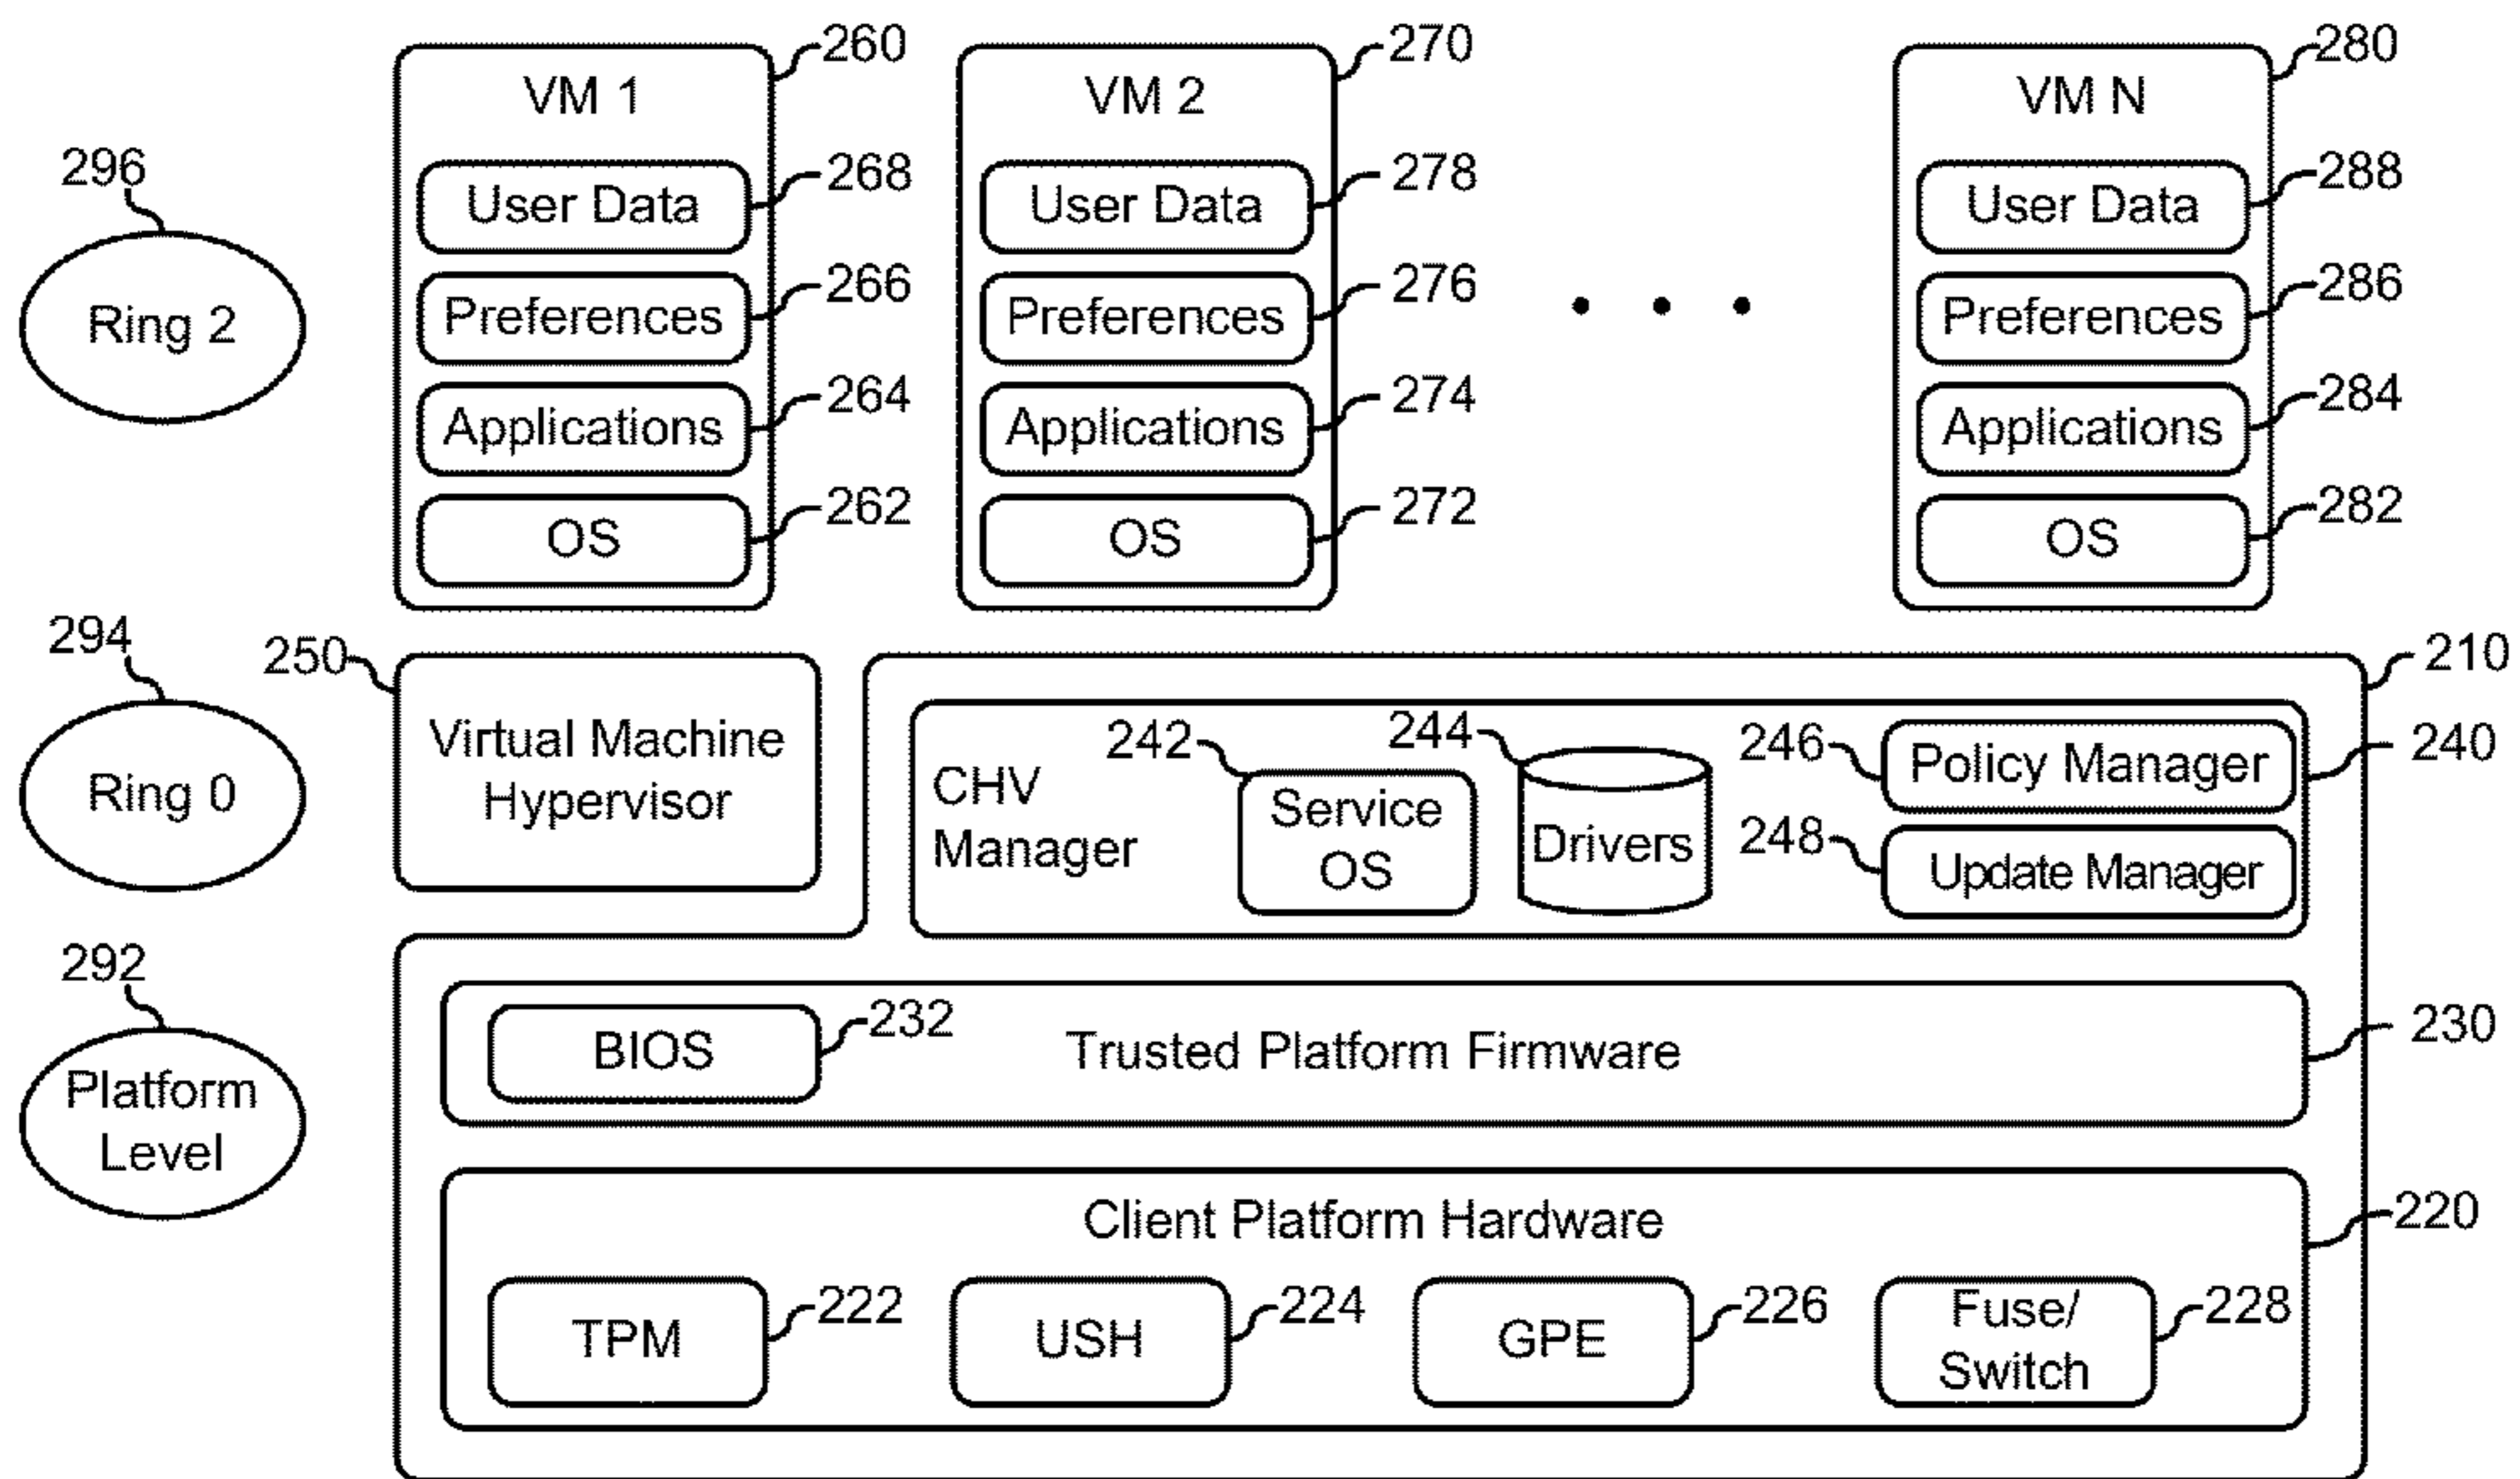 260
270
280
VM 1
VM 2
VM N
296
268
278
288
User Data
User Data
User Data
Ring 2
266
276
286
Preferences
Preferences
Preferences
264
274
284
Applications
Applications
Applications
262
272
282
OS
OS
OS
294
250
210
Ring 0
Virtual Machine
Hypervisor
CHV
Manager
242
Service
OS
244
Drivers
246
Policy Manager
240
248
Update Manager
292
Platform
Level
BIOS
232
Trusted Platform Firmware
230
Client Platform Hardware
220
TPM
222
USH
224
GPE
226
Fuse/
Switch
228